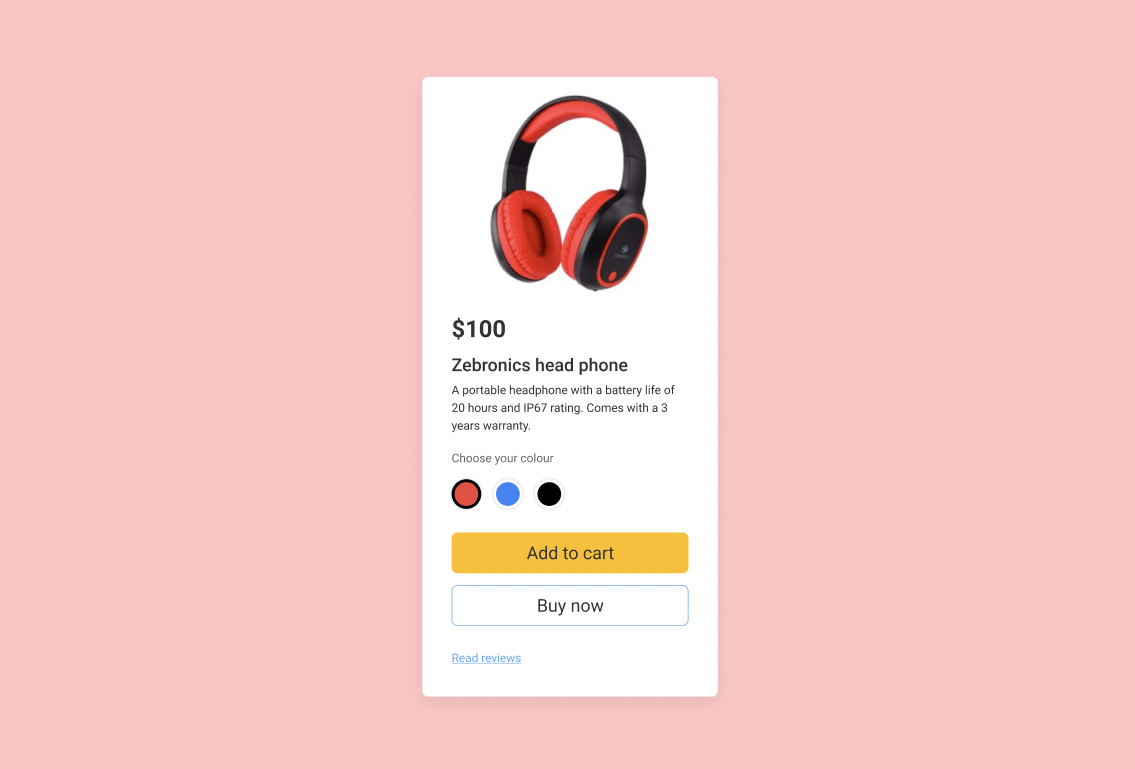 $100
Zebronics head phone
A portable headphone with a battery life of
20 hours and IP67 rating. Comes with a 3
years warranty.
Choose your colour
Add to cart
Buy now
Read reviews